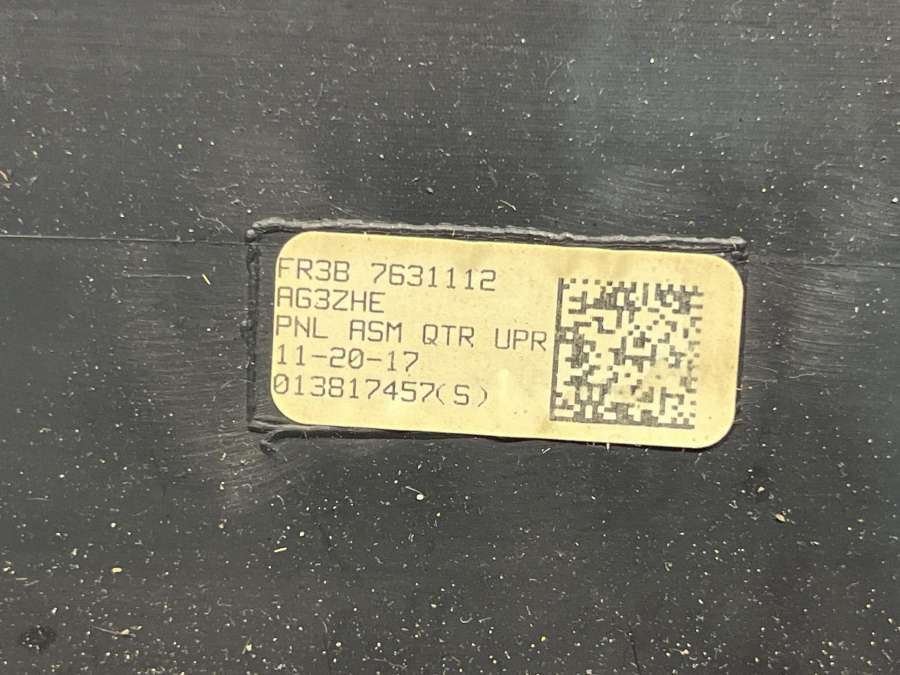 FR3B 7631112
AG3ZHE
PNL ASM QTR UPR
11-20-17
013817457(S)